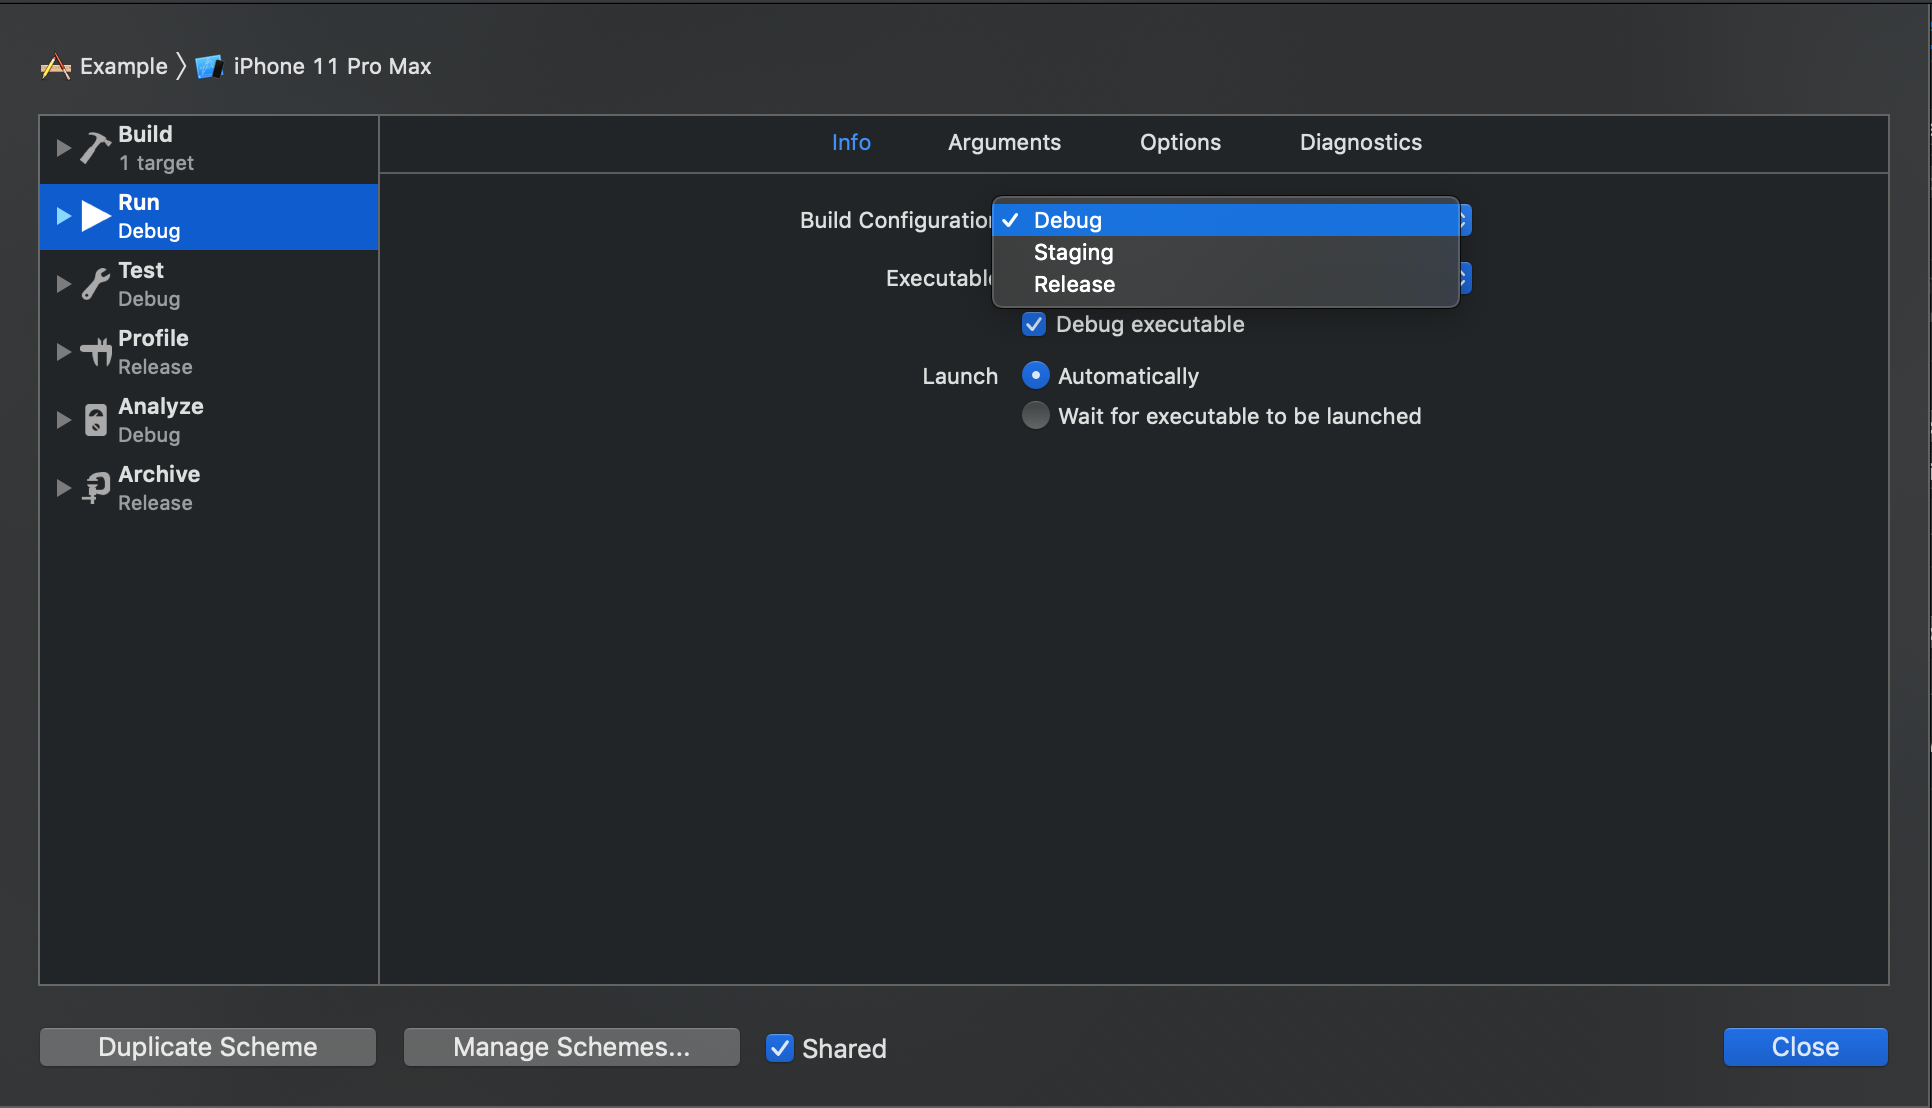 Example 〉 iPhone 11 Pro Max
Build
1 target
Run
Debug
Test
Debug
Profile
Release
Analyze
Debug
Archive
Release
Info Arguments Options Diagnostics
Build Configuration
✓ Debug
Staging
Release
Executable
Debug executable
Launch Automatically
Wait for executable to be launched
Duplicate Scheme Manage Schemes... Shared Close